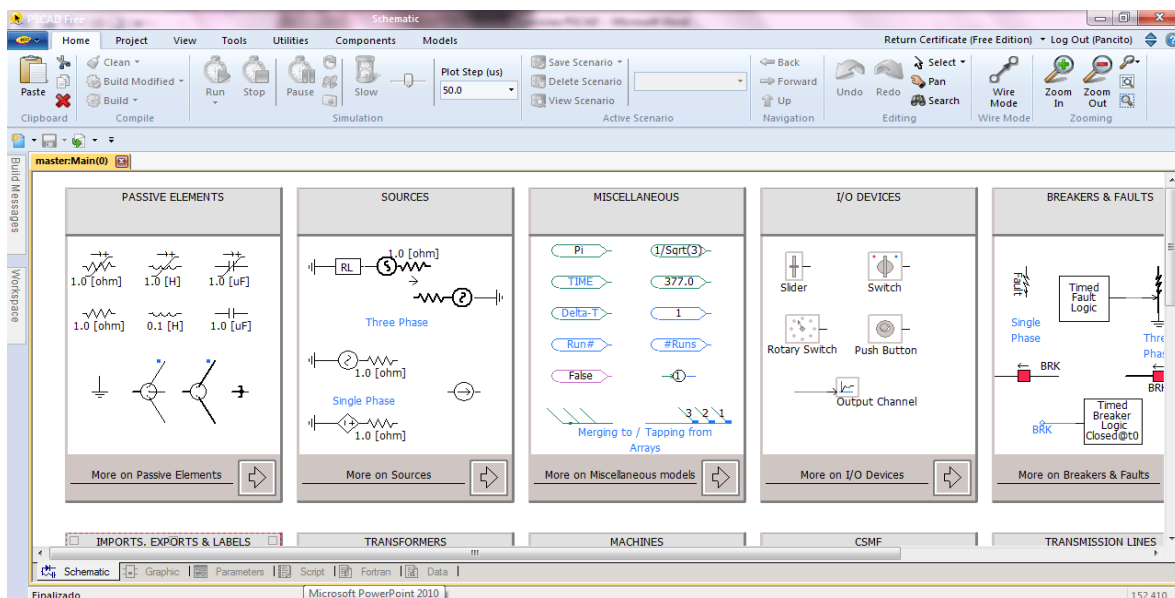 PSCAD Free Schematic
Home Project View Tools Utilities Components Models Return Certificate (Free Edition) Log Out (Pancito)
Paste Clean Build Modified Build Run Stop Pause Slow Plot Step (us) 50.0 Save Scenario Delete Scenario View Scenario Back Forward Up Undo Redo Select Pan Search Wire Mode Zoom In Zoom Out
Clipboard Compile Simulation Active Scenario Navigation Editing Wire Mode Zooming
master:Main(0)
Build Messages
Workspace
PASSIVE ELEMENTS
1.0 [ohm] 1.0 [H] 1.0 [uF]
1.0 [ohm] 0.1 [H] 1.0 [uF]
More on Passive Elements
SOURCES
1.0 [ohm]
RL
Three Phase
1.0 [ohm]
Single Phase
1.0 [ohm]
More on Sources
MISCELLANEOUS
Pi 1/Sqrt(3)
TIME 377.0
Delta-T 1
Run# #Runs
False 1
3 2 1
Merging to / Tapping from
Arrays
More on Miscellaneous models
I/O DEVICES
Slider Switch
Rotary Switch Push Button
Output Channel
More on I/O Devices
BREAKERS & FAULTS
Fault
Timed
Fault
Logic
Single
Phase
BRK
Timed
Breaker
Logic
Closed@t0
BRK
More on Breakers & Faults
IMPORTS, EXPORTS & LABELS TRANSFORMERS MACHINES CSMF TRANSMISSION LINES
Schematic Graphic Parameters Script Fortran Data
Finalizado Microsoft PowerPoint 2010 152,410